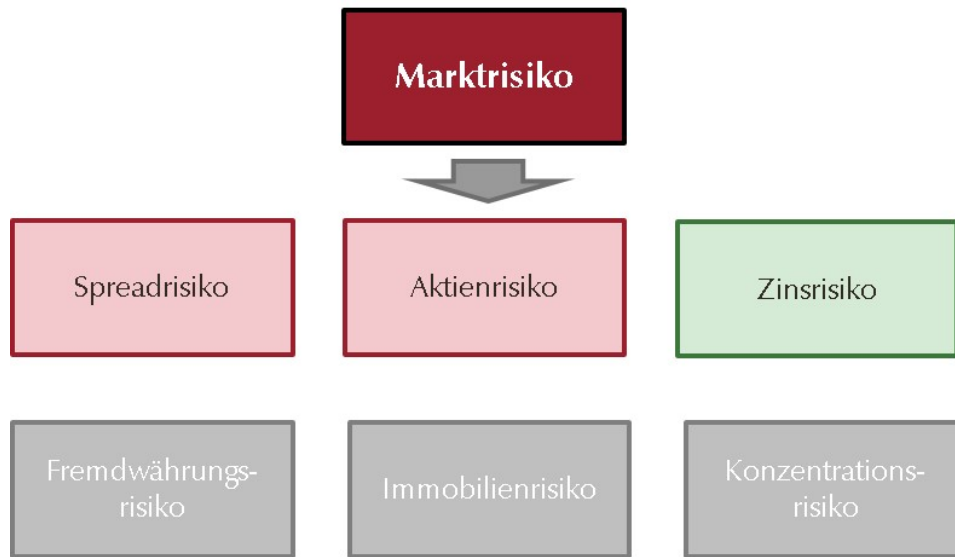 Marktrisiko
Spreadrisiko
Aktienrisiko
Zinsrisiko
Fremdwährungs-
risiko
Immobilienrisiko
Konzentrations-
risiko